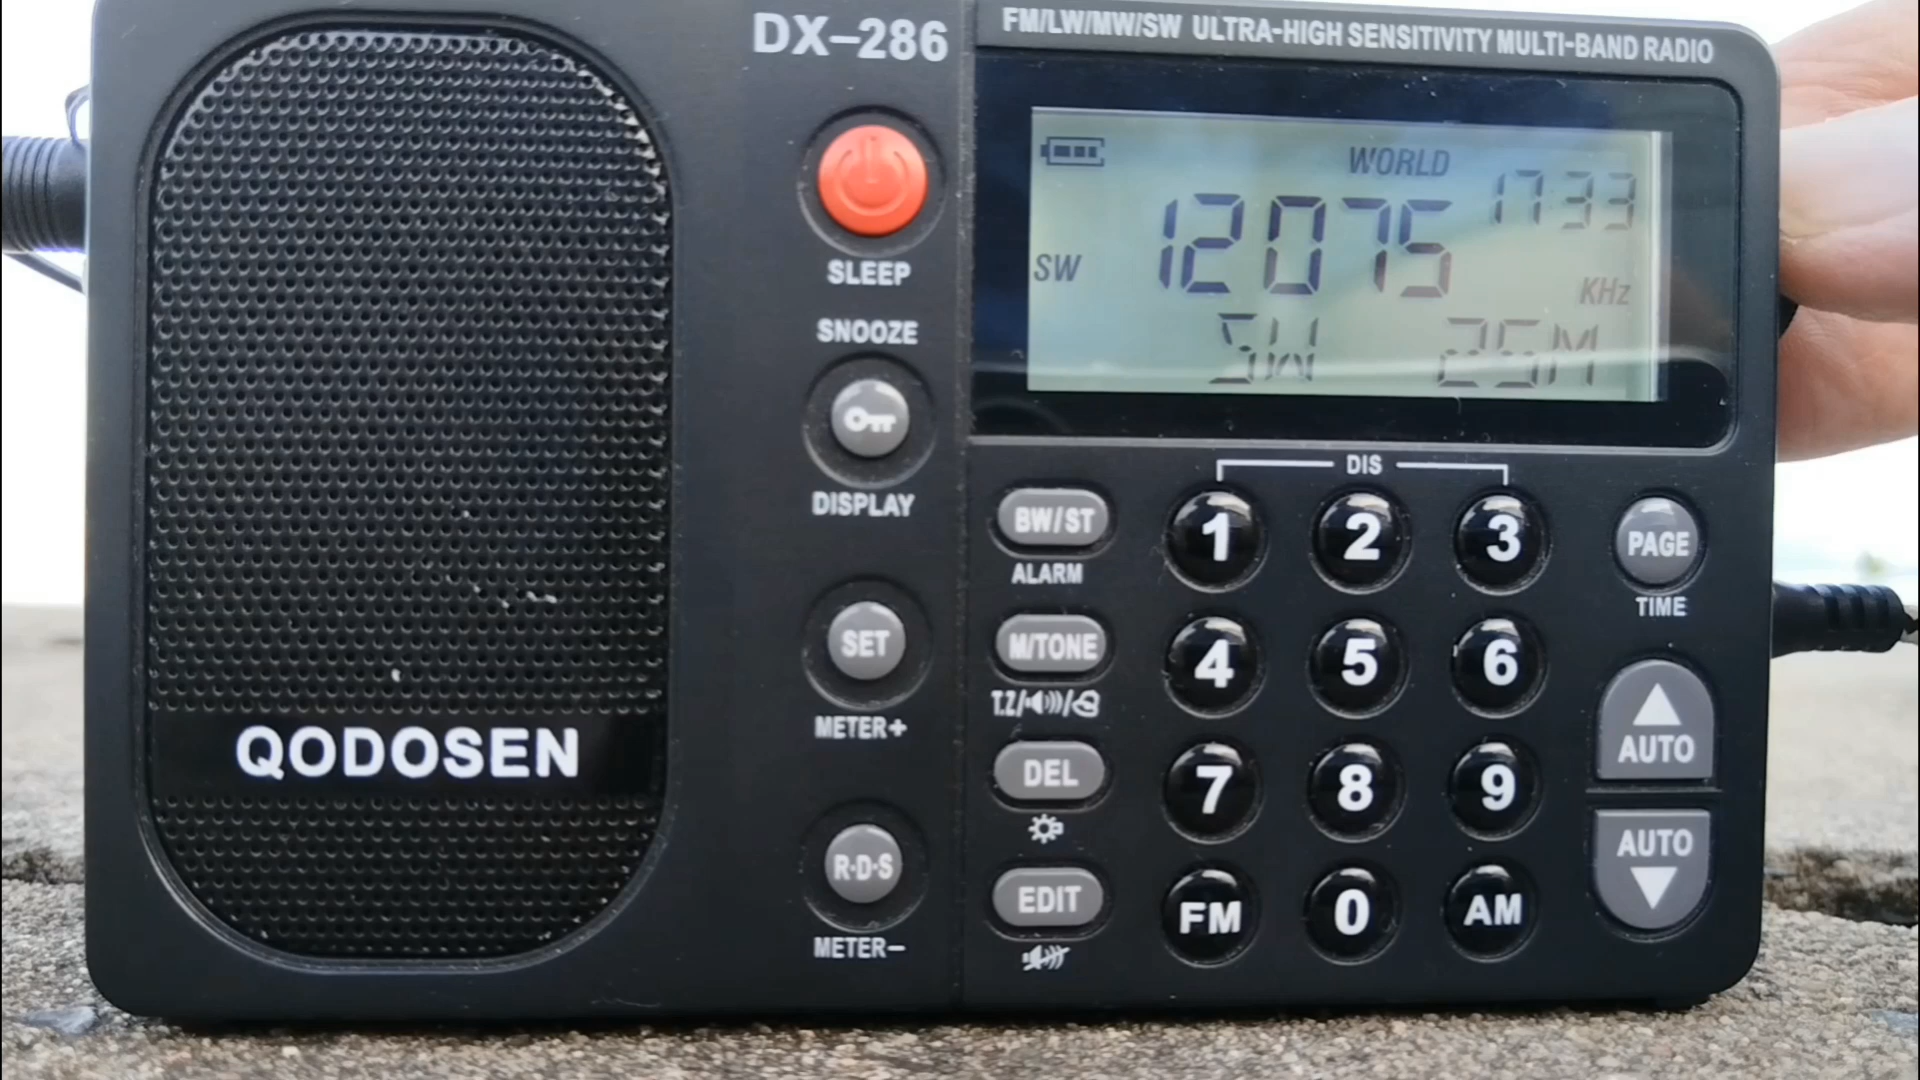 DX-286
FM/LW/MW/SW ULTRA-HIGH SENSITIVITY MULTI-BAND RADIO
WORLD
17:33
12075
SW
KHz
SW 25M
SLEEP
SNOOZE
DISPLAY
SET
METER+
R·D·S
METER-
QODOSEN
DIS
BW/ST
ALARM
1 2 3
PAGE
TIME
M/TONE
T.Z/
4 5 6
AUTO
DEL
7 8 9
AUTO
EDIT
FM 0 AM